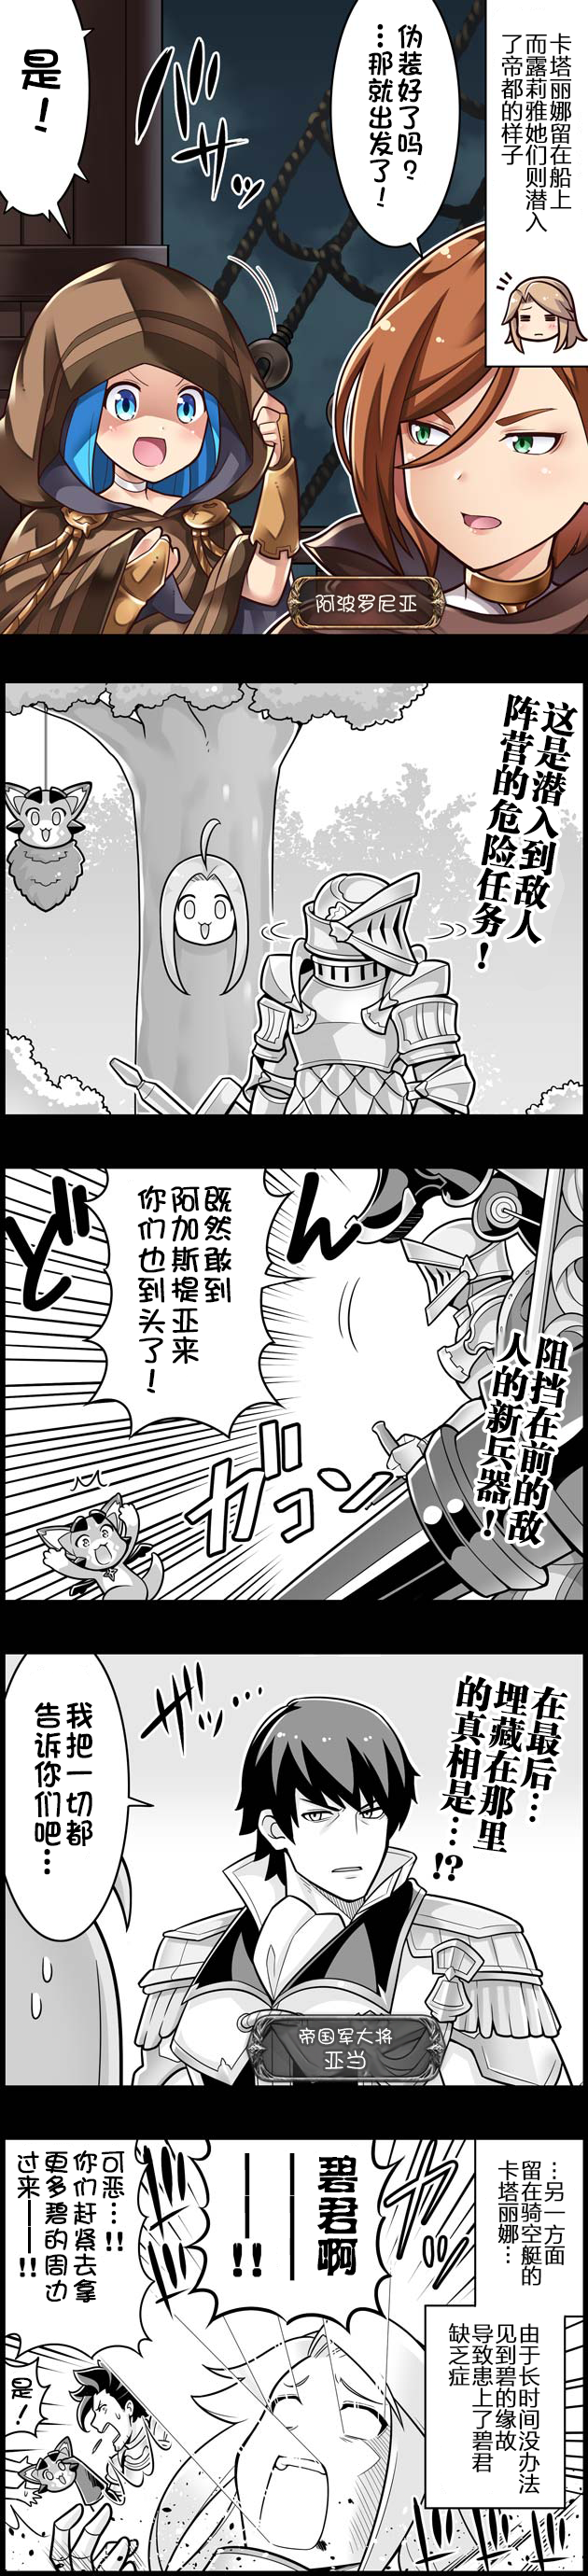 卡塔丽娜留在船上
而露莉雅她们则潜入
了帝都的样子
伪装好了吗?
…那就出发了!
バッ
是!
阿波罗尼亚
这是潜入到敌人
阵营的危险任务!
阻挡在前的敌
人的新兵器!
既然敢到
阿加斯提亚来
你们也到头了!
どん
ガコン
在最后…
埋藏在那里
的真相是…!?
ザッ…
我把一切都
告诉你们吧…
帝国军大将
亚当
…另一方面
留在骑空艇的
卡塔丽娜…
由于长时间没办法
见到碧的缘故
导致患上了碧君
缺乏症
碧君啊
——!!
可恶…!!
你们赶紧去拿
更多碧的周边
过来——!!
是!